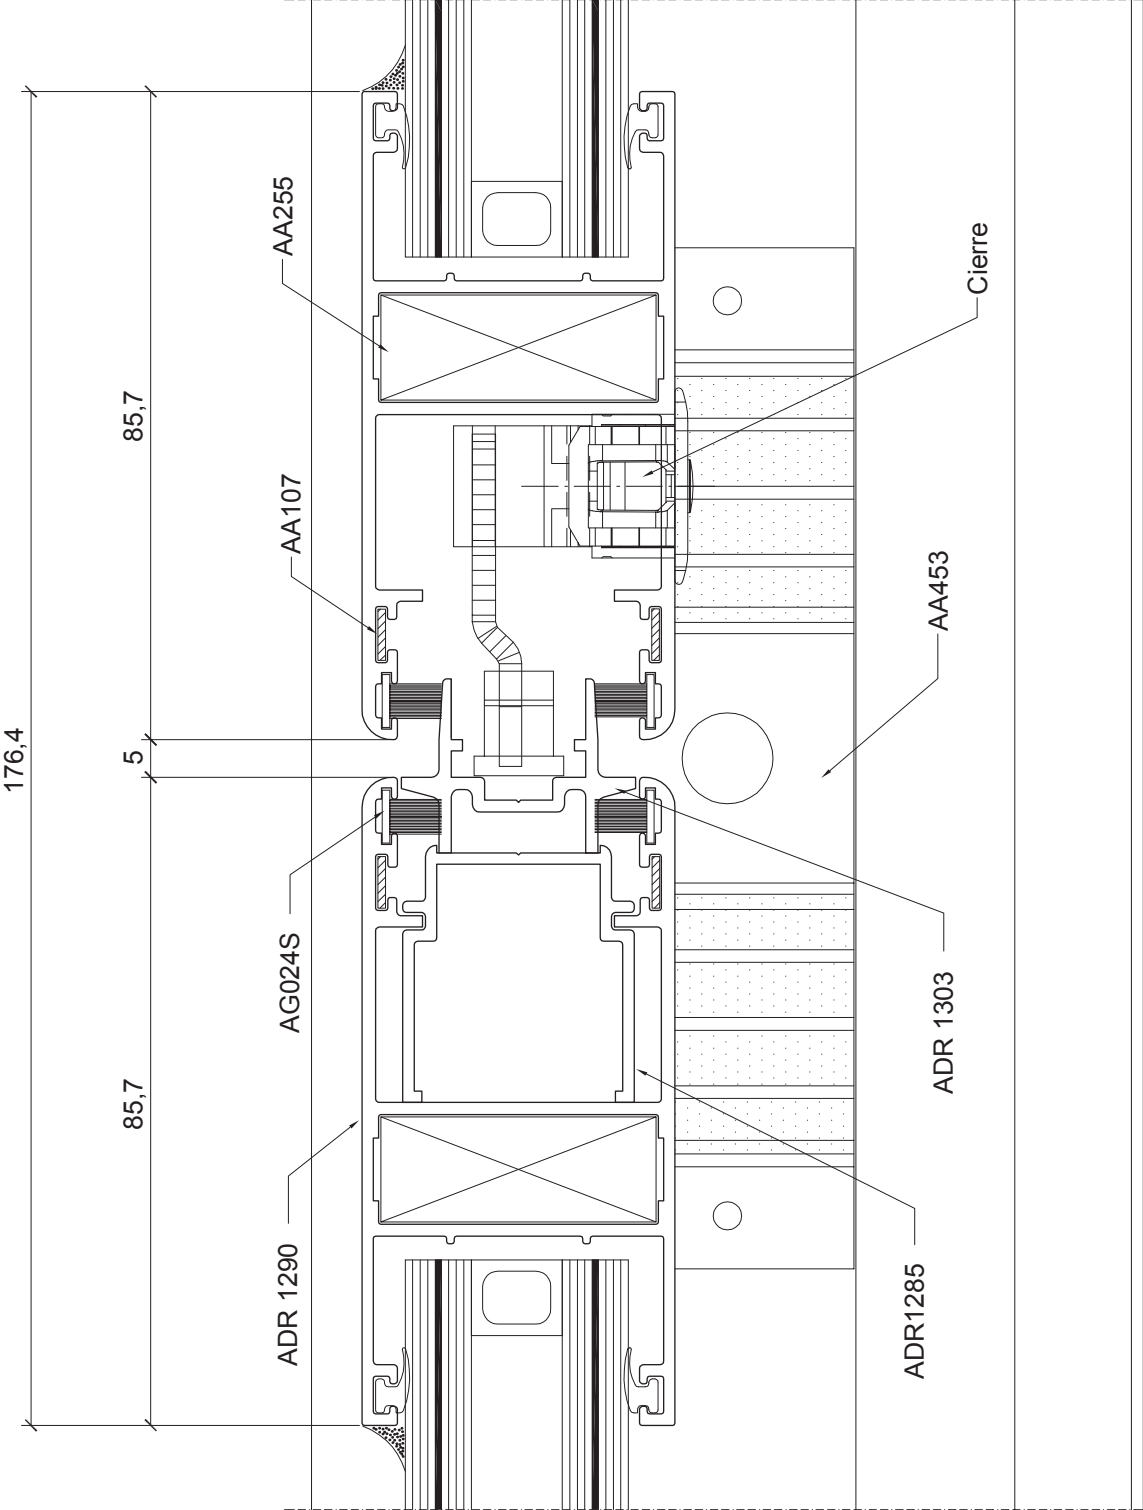 176,4
85,7
5
85,7
ADR 1290
AG024S
AA107
AA255
ADR1285
ADR 1303
AA453
Cierre